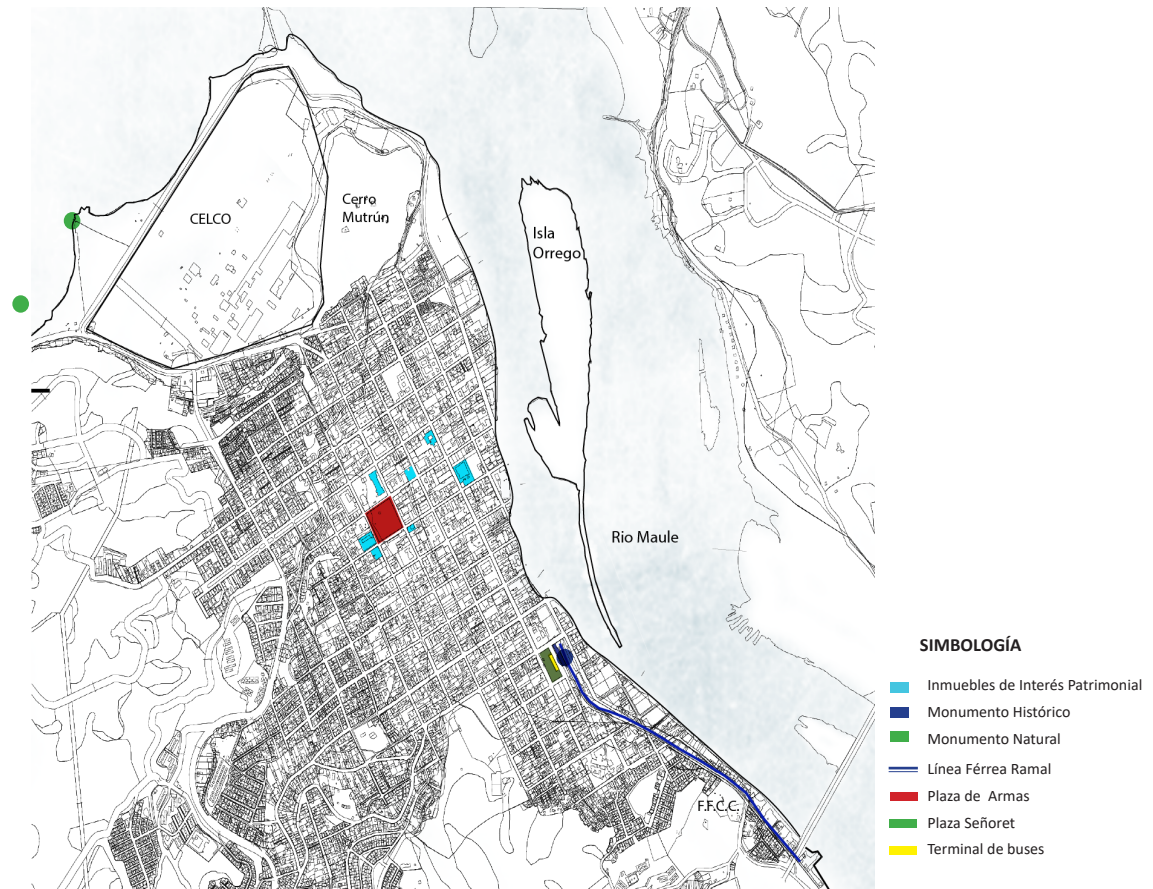 CELCO
Cerro
Mutrún
Isla
Orrego
Rio Maule
F.F.C.C.
SIMBOLOGÍA
Inmuebles de Interés Patrimonial
Monumento Histórico
Monumento Natural
Línea Férrea Ramal
Plaza de Armas
Plaza Señoret
Terminal de buses